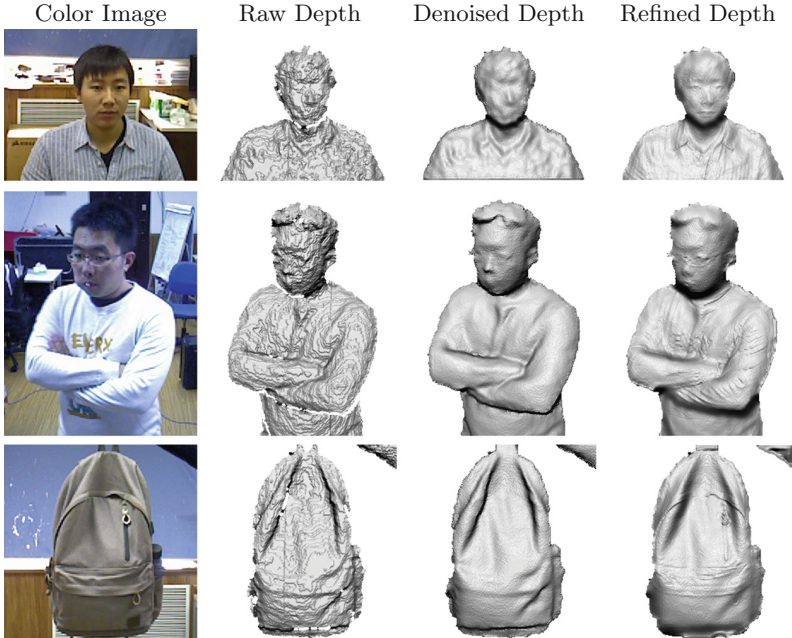 Color Image
Raw Depth
Denoised Depth
Refined Depth
EVERY